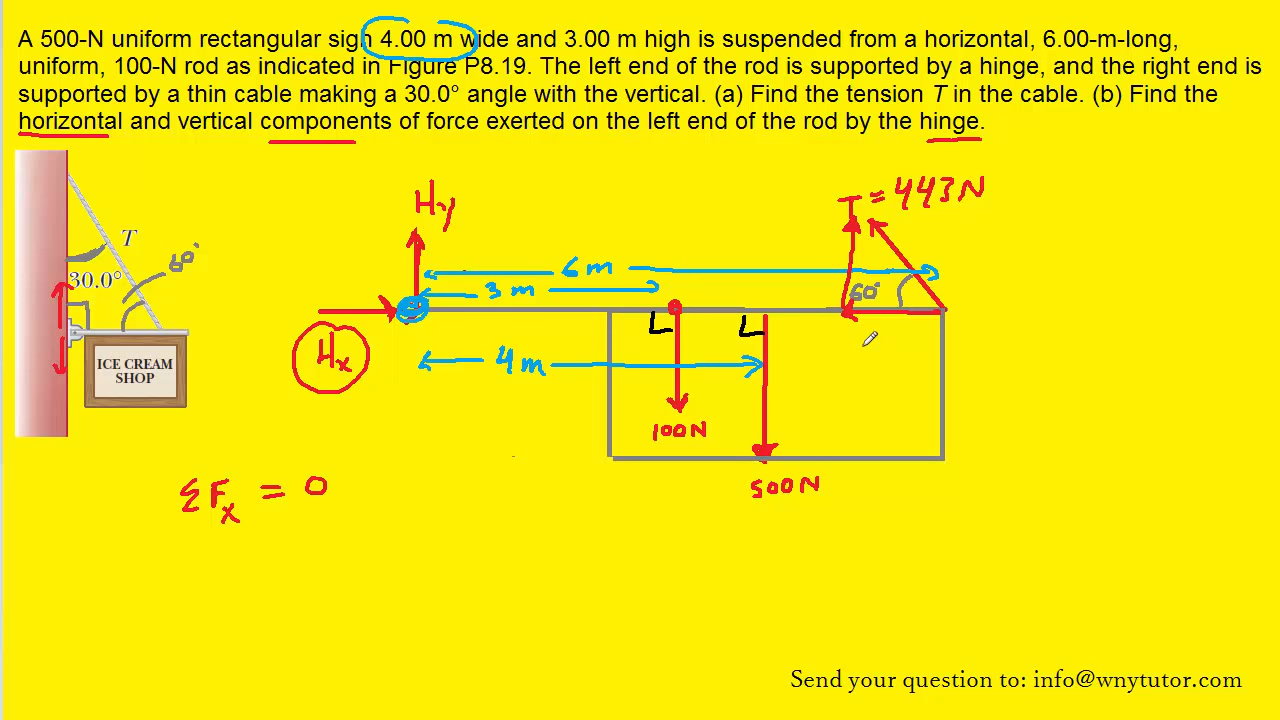 A 500-N uniform rectangular sign 4.00 m wide and 3.00 m high is suspended from a horizontal, 6.00-m-long,
uniform, 100-N rod as indicated in Figure P8.19. The left end of the rod is supported by a hinge, and the right end is
supported by a thin cable making a 30.0° angle with the vertical. (a) Find the tension T in the cable. (b) Find the
horizontal and vertical components of force exerted on the left end of the rod by the hinge.
T = 443N
Hy
T
60°
6 m
30.0°
3 m
60°
L
L
Hx
4 m
ICE CREAM
SHOP
100N
500N
ΣFx = 0
Send your question to: info@wnytutor.com